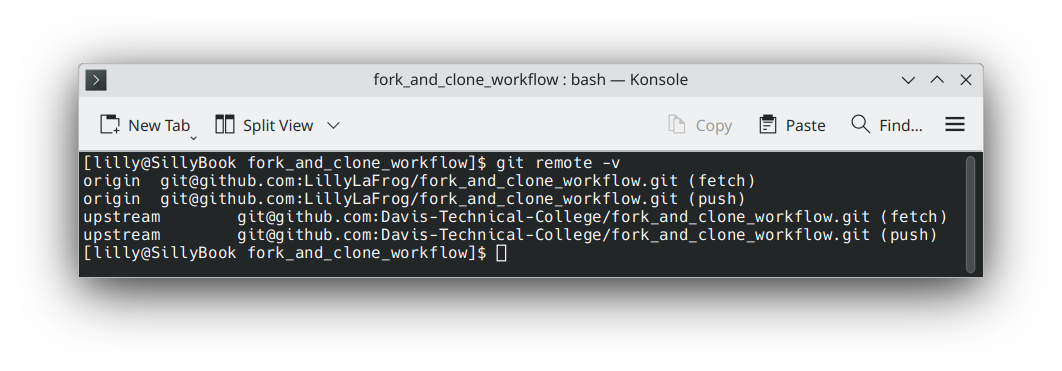 fork_and_clone_workflow : bash — Konsole
New Tab Split View Copy Paste Find...
[lilly@SillyBook fork_and_clone_workflow]$ git remote -v
origin  git@github.com:LillyLaFrog/fork_and_clone_workflow.git (fetch)
origin  git@github.com:LillyLaFrog/fork_and_clone_workflow.git (push)
upstream        git@github.com:Davis-Technical-College/fork_and_clone_workflow.git (fetch)
upstream        git@github.com:Davis-Technical-College/fork_and_clone_workflow.git (push)
[lilly@SillyBook fork_and_clone_workflow]$